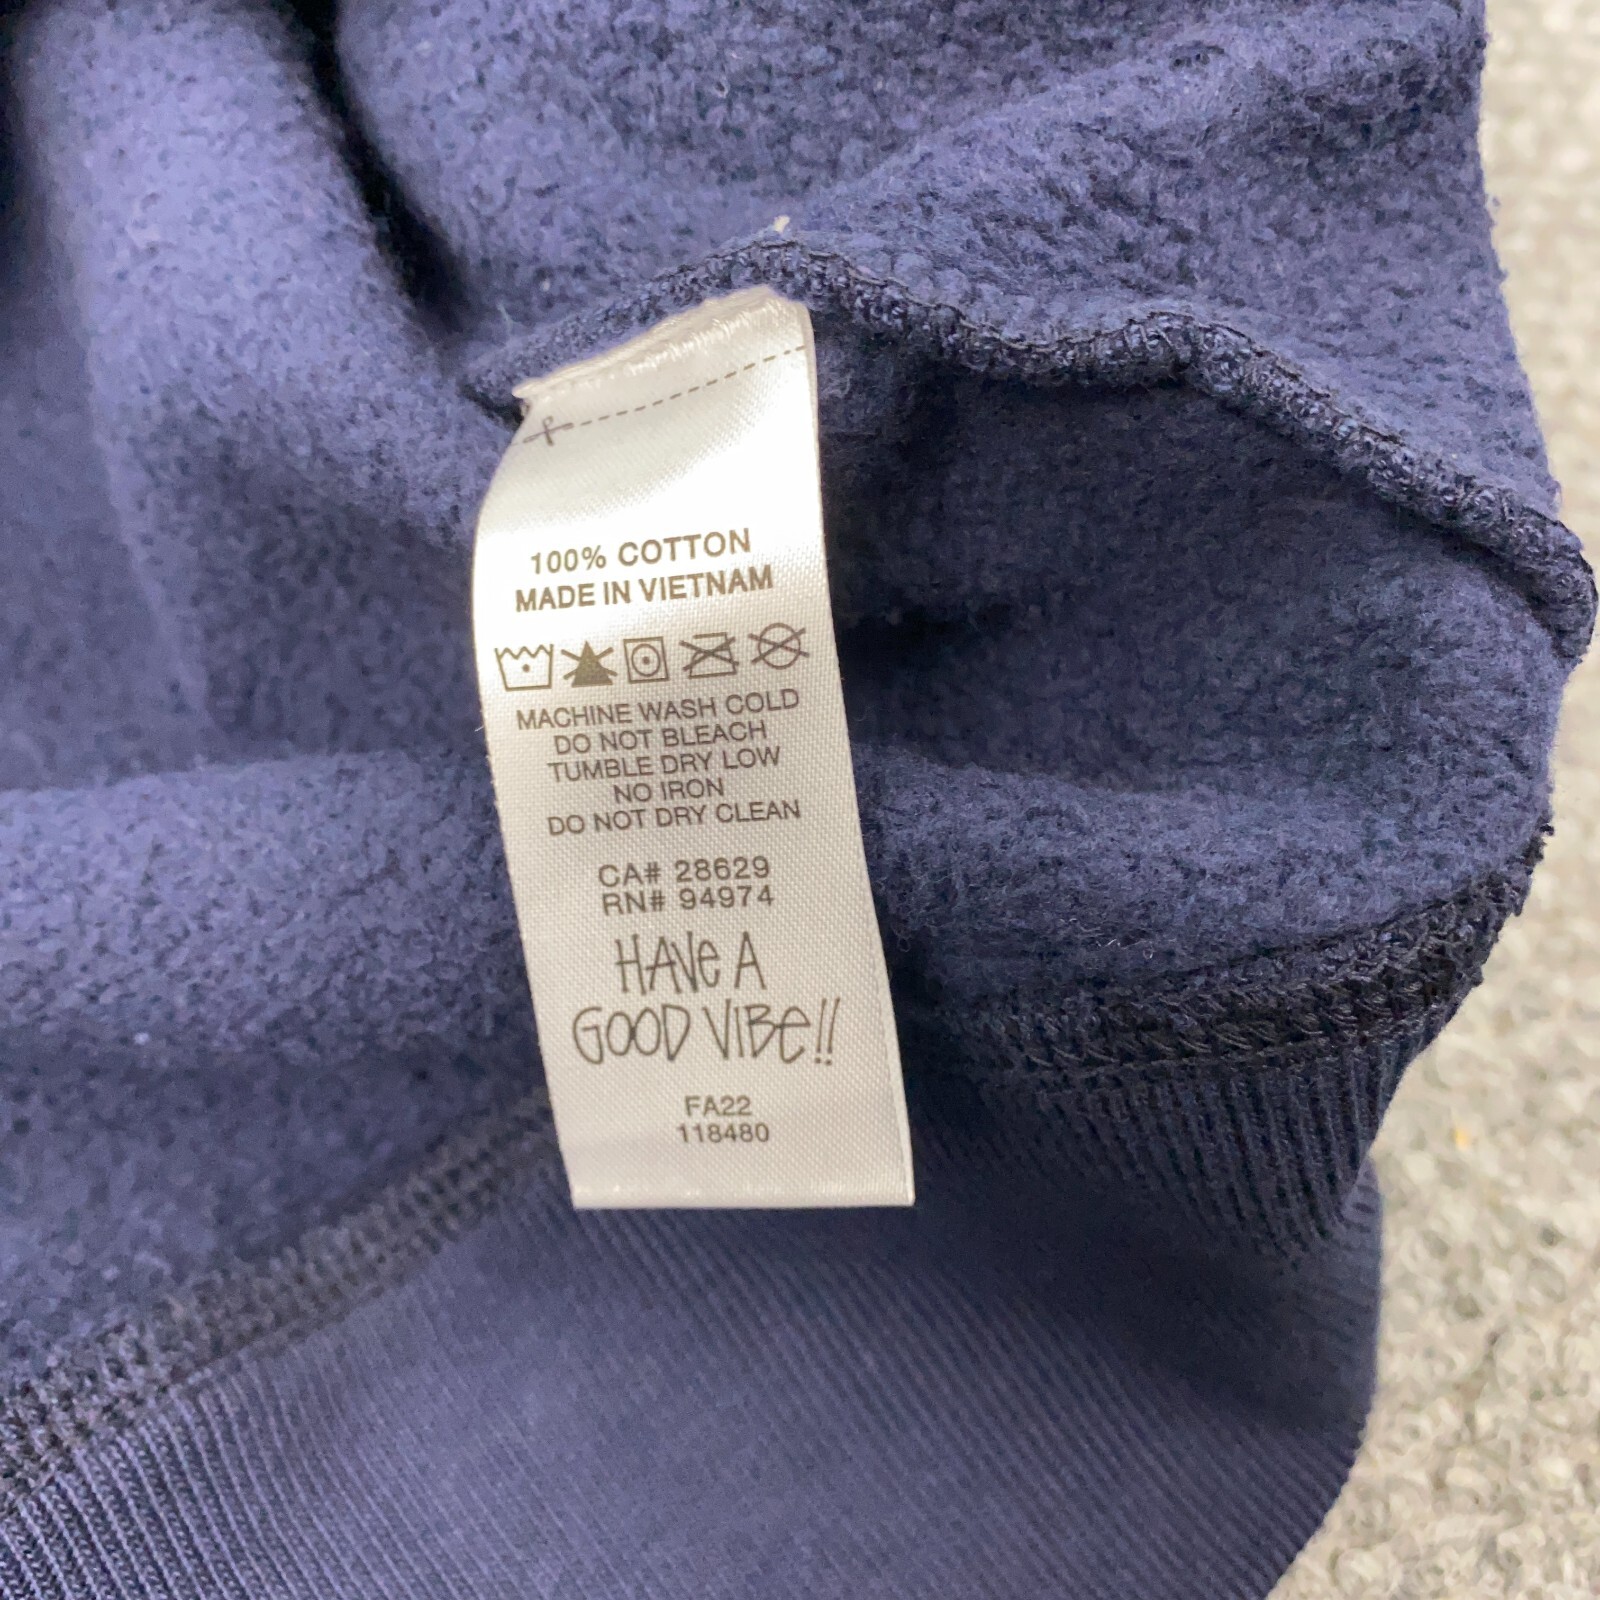 100% COTTON
MADE IN VIETNAM
MACHINE WASH COLD
DO NOT BLEACH
TUMBLE DRY LOW
NO IRON
DO NOT DRY CLEAN
CA# 28629
RN# 94974
HAVE A
GOOD VIBE!!
FA22
118480